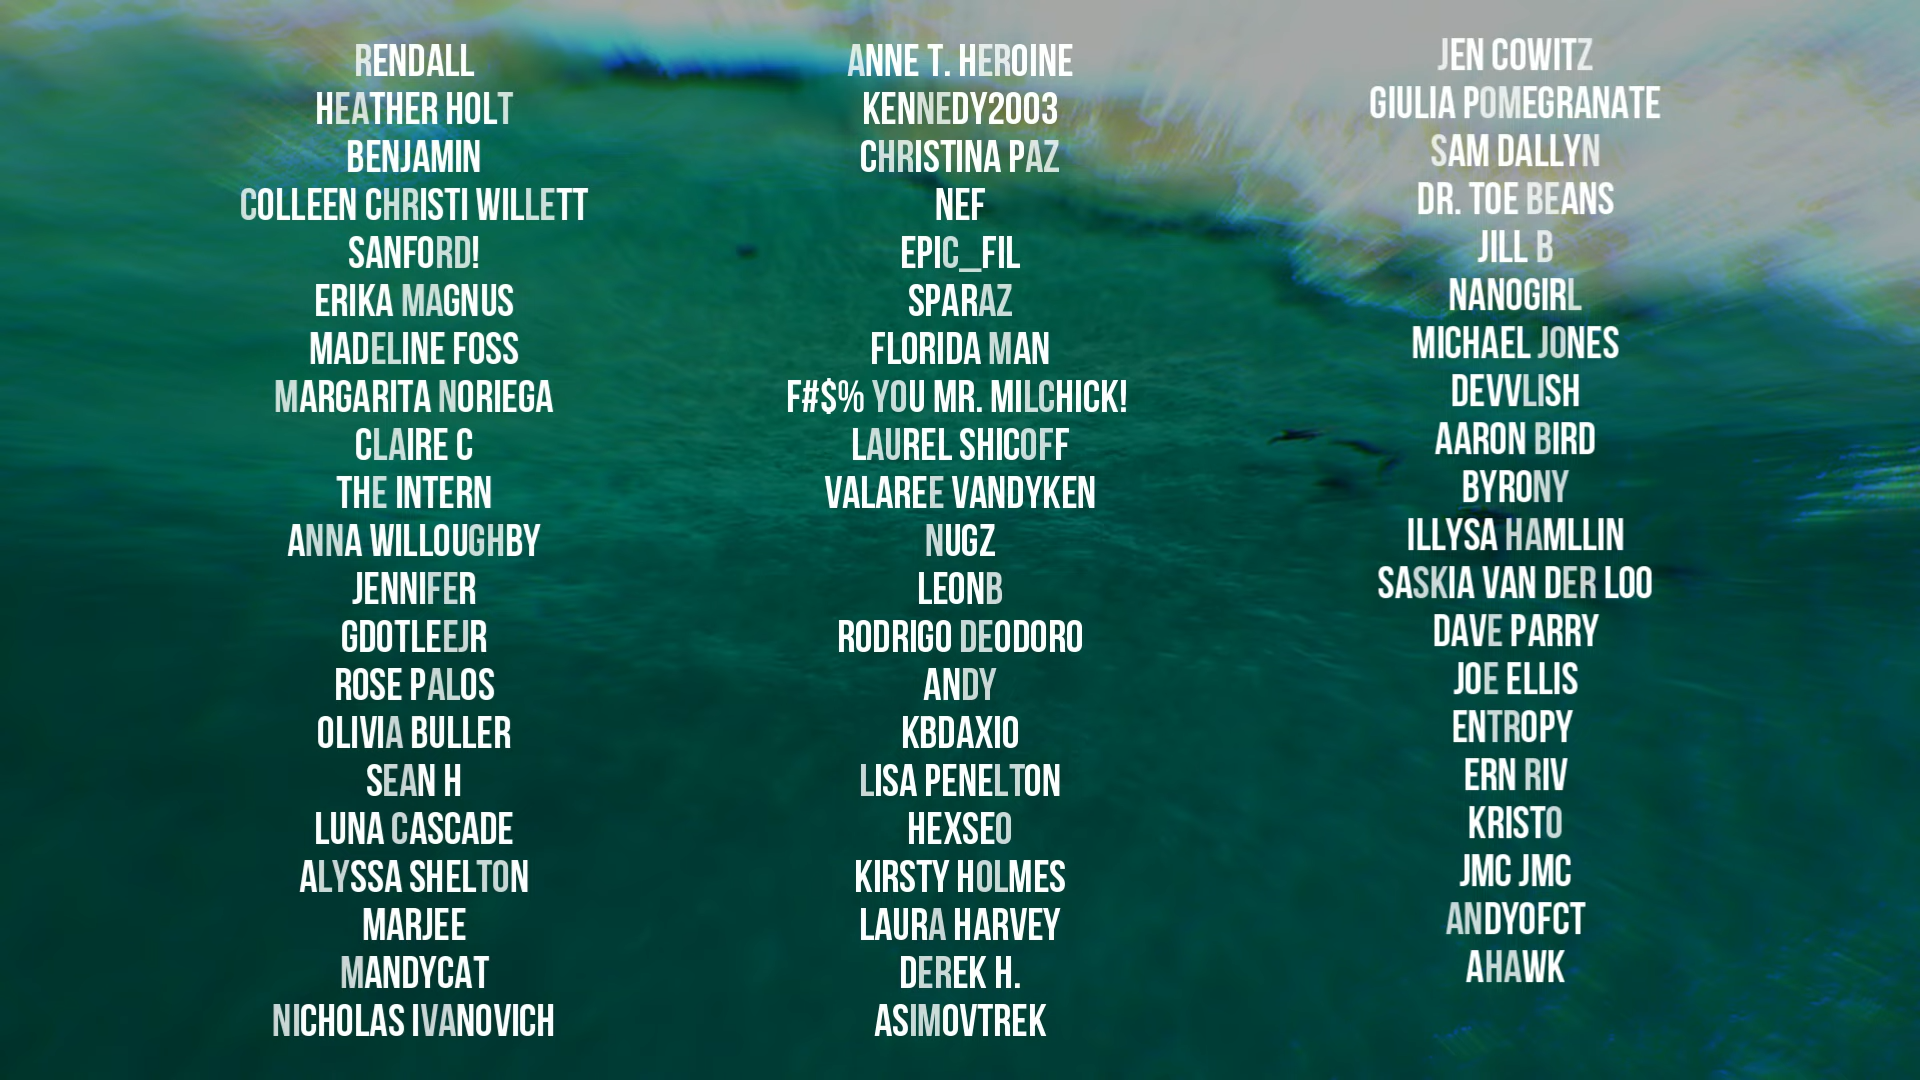 RENDALL
HEATHER HOLT
BENJAMIN
COLLEEN CHRISTI WILLETT
SANFORD!
ERIKA MAGNUS
MADELINE FOSS
MARGARITA NORIEGA
CLAIRE C
THE INTERN
ANNA WILLOUGHBY
JENNIFER
GDOTLEEJR
ROSE PALOS
OLIVIA BULLER
SEAN H
LUNA CASCADE
ALYSSA SHELTON
MARJEE
MANDYCAT
NICHOLAS IVANOVICH
ANNE T. HEROINE
KENNEDY2003
CHRISTINA PAZ
NEF
EPIC_FIL
SPARAZ
FLORIDA MAN
F#$% YOU MR. MILCHICK!
LAUREL SHICOFF
VALAREE VANDYKEN
NUGZ
LEONB
RODRIGO DEODORO
ANDY
KBDAXIO
LISA PENELTON
HEXSEO
KIRSTY HOLMES
LAURA HARVEY
DEREK H.
ASIMOVTREK
JEN COWITZ
GIULIA POMEGRANATE
SAM DALLYN
DR. TOE BEANS
JILL B
NANOGIRL
MICHAEL JONES
DEVVLISH
AARON BIRD
BYRONY
ILLYSA HAMLLIN
SASKIA VAN DER LOO
DAVE PARRY
JOE ELLIS
ENTROPY
ERN RIV
KRISTO
JMC JMC
ANDYOFCT
AHAWK